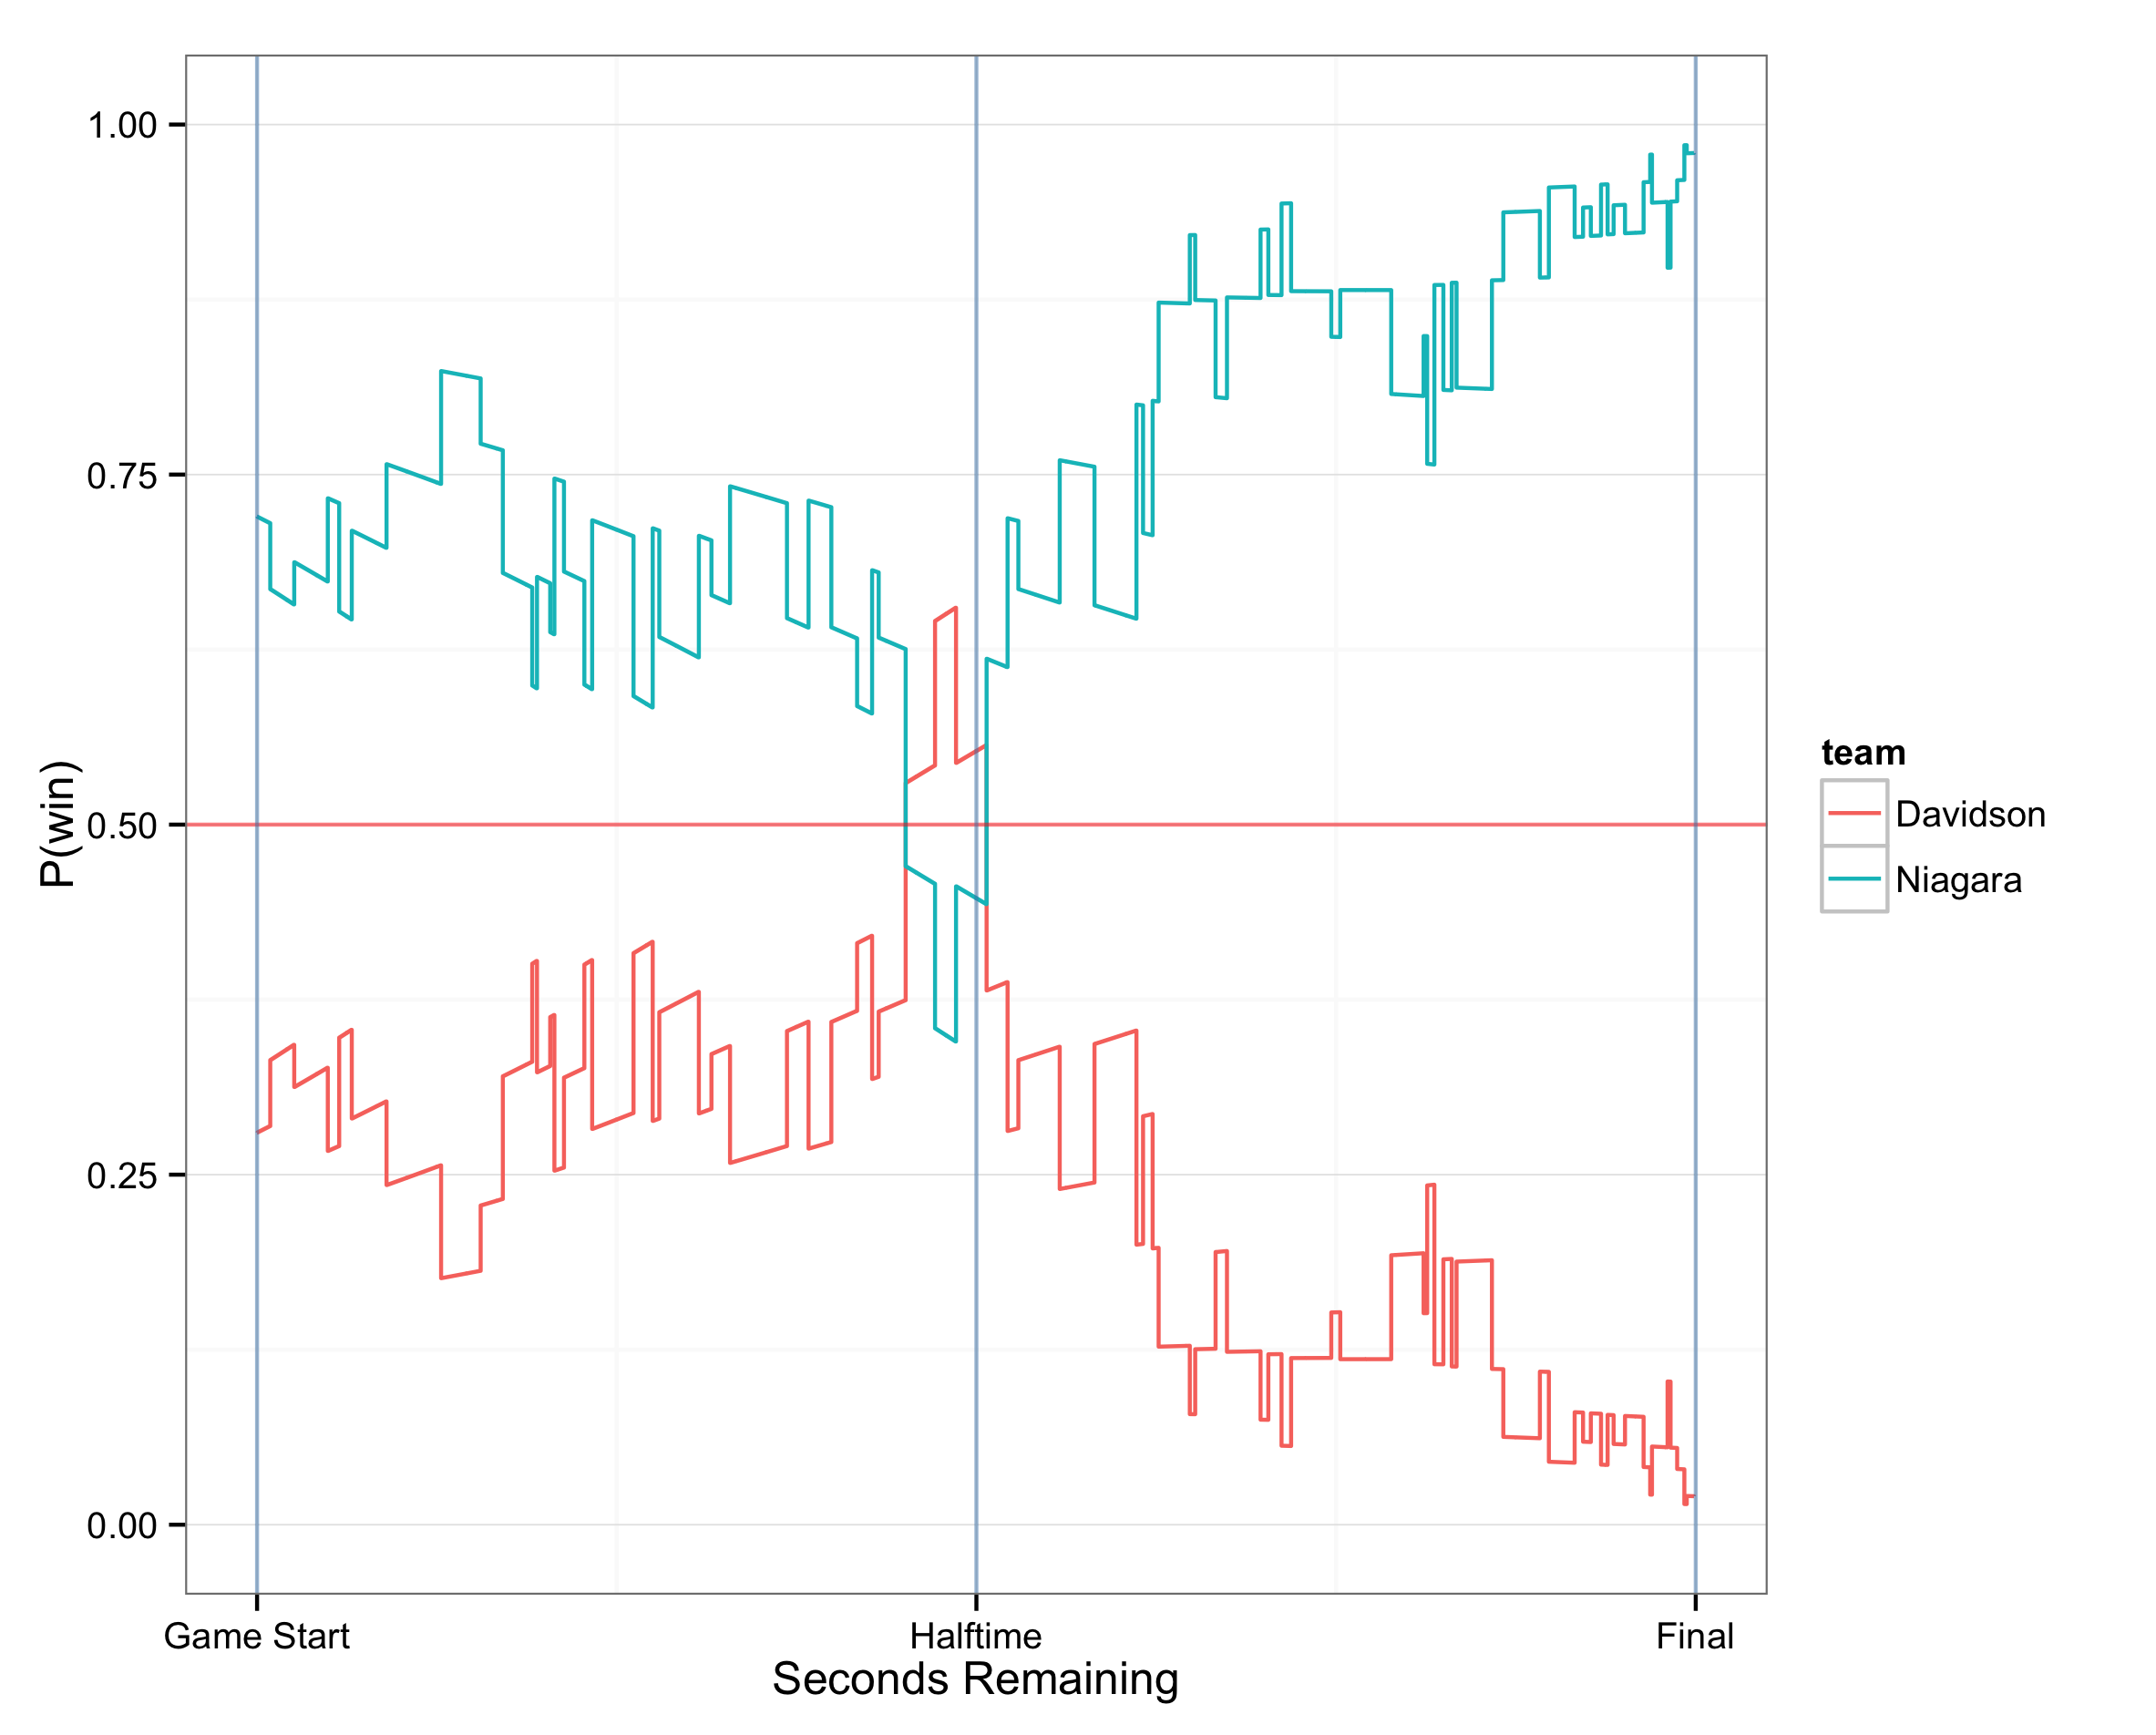 P(win)
1.00
0.75
0.50
0.25
0.00
Game Start
Halftime
Final
Seconds Remaining
team
Davidson
Niagara